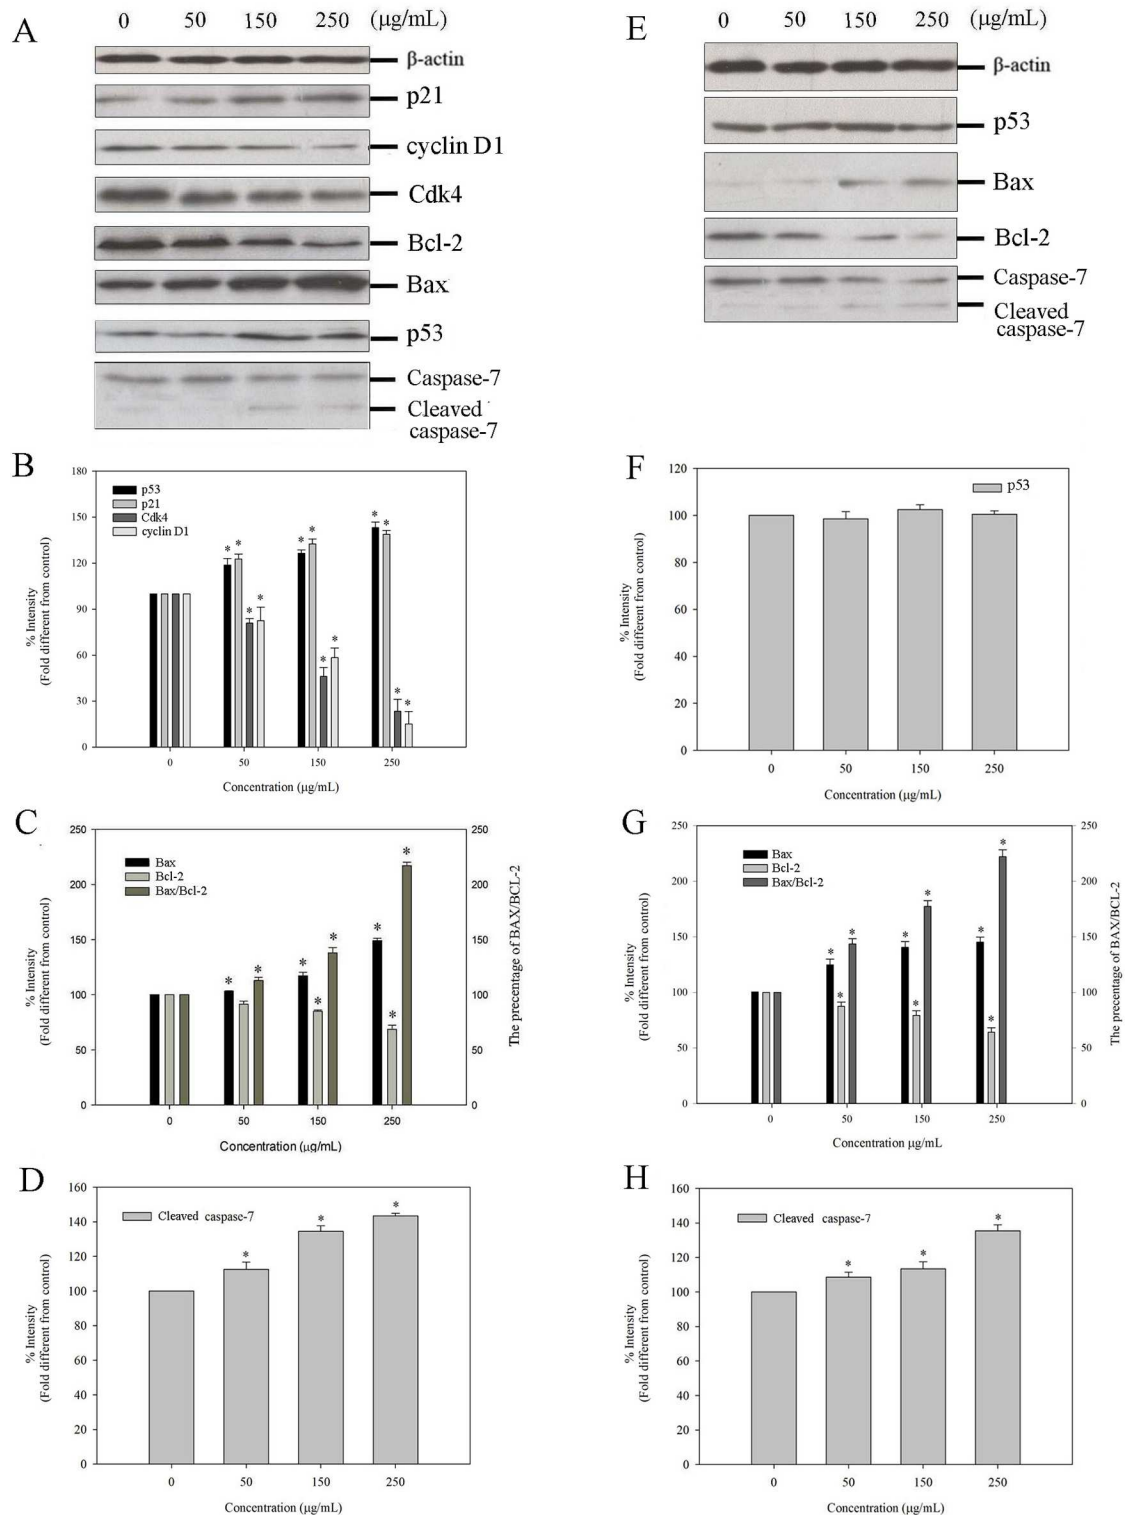 A
0 50 150 250 (μg/mL)
β-actin
p21
cyclin D1
Cdk4
Bcl-2
Bax
p53
Caspase-7
Cleaved
caspase-7
E
0 50 150 250 (μg/mL)
β-actin
p53
Bax
Bcl-2
Caspase-7
Cleaved
caspase-7
B
180
150
120
90
60
30
0
% Intensity
(Fold different from control)
p53
p21
Cdk4
cyclin D1
* * * *
* * * *
* * * *
0 50 150 250
Concentration (μg/mL)
F
120
100
80
60
40
20
0
% Intensity
(Fold different from control)
p53
0 50 150 250
Concentration (μg/mL)
C
250
200
150
100
50
0
% Intensity
(Fold different from control)
Bax
Bcl-2
Bax/Bcl-2
* *
* * *
* * *
250
200
150
100
50
0
The precentage of BAX/BCL-2
0 50 150 250
Concentration (μg/mL)
G
250
200
150
100
50
0
% Intensity
(Fold different from control)
Bax
Bcl-2
Bax/Bcl-2
* * *
* * *
* * *
250
200
150
100
50
0
The precentage of BAX/BCL-2
0 50 150 250
Concentration μg/mL
D
160
140
120
100
80
60
40
20
0
% Intensity
(Fold different from control)
Cleaved caspase-7
* * *
0 50 150 250
Concentration (μg/mL)
H
160
140
120
100
80
60
40
20
0
% Intensity
(Fold different from control)
Cleaved caspase-7
* * *
0 50 150 250
Concentration (μg/mL)